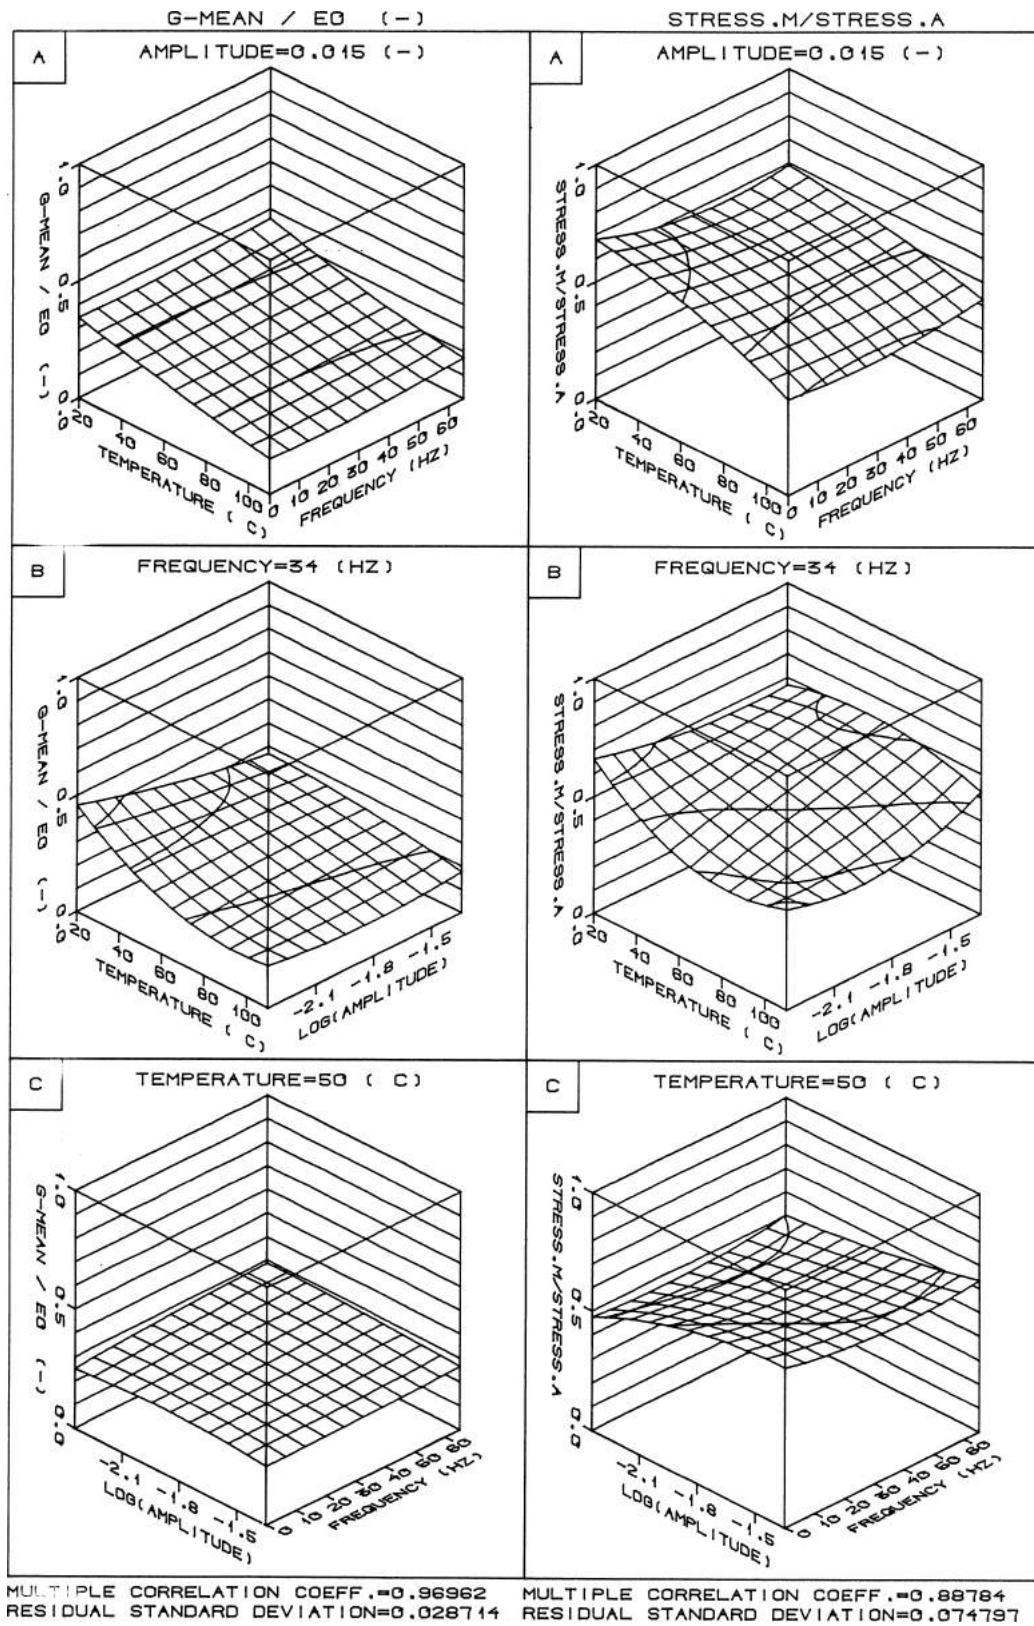 G-MEAN / EO (-)
STRESS.M/STRESS.A
A
AMPLITUDE=0.015 (-)
1.0
0.5
0.0
G-MEAN / EO (-)
20 40 60 80 100
TEMPERATURE ( C)
0 10 20 30 40 50 60
FREQUENCY (HZ)
A
AMPLITUDE=0.015 (-)
1.0
0.5
0.0
STRESS.M/STRESS.A
20 40 60 80 100
TEMPERATURE ( C)
0 10 20 30 40 50 60
FREQUENCY (HZ)
B
FREQUENCY=34 (HZ)
1.0
0.5
0.0
G-MEAN / EO (-)
20 40 60 80 100
TEMPERATURE ( C)
-2.1 -1.8 -1.5
LOG(AMPLITUDE)
B
FREQUENCY=34 (HZ)
1.0
0.5
0.0
STRESS.M/STRESS.A
20 40 60 80 100
TEMPERATURE ( C)
-2.1 -1.8 -1.5
LOG(AMPLITUDE)
C
TEMPERATURE=50 ( C)
1.0
0.5
0.0
G-MEAN / EO (-)
-2.1 -1.8 -1.5
LOG(AMPLITUDE)
0 10 20 30 40 50 60
FREQUENCY (HZ)
C
TEMPERATURE=50 ( C)
1.0
0.5
0.0
STRESS.M/STRESS.A
-2.1 -1.8 -1.5
LOG(AMPLITUDE)
0 10 20 30 40 50 60
FREQUENCY (HZ)
MULTIPLE CORRELATION COEFF.=0.96962
RESIDUAL STANDARD DEVIATION=0.028714
MULTIPLE CORRELATION COEFF.=0.88784
RESIDUAL STANDARD DEVIATION=0.074797